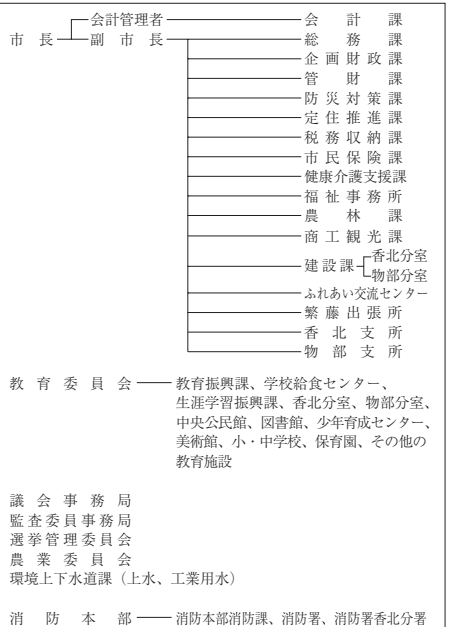 会計管理者 会計課
市長 副市長 総務課
企画財政課
管財課
防災対策課
定住推進課
税務収納課
市民保険課
健康介護支援課
福祉事務所
農林課
商工観光課
建設課 香北分室
物部分室
ふれあい交流センター
繁藤出張所
香北支所
物部支所
教育委員会 教育振興課、学校給食センター、
生涯学習振興課、香北分室、物部分室、
中央公民館、図書館、少年育成センター、
美術館、小・中学校、保育園、その他の
教育施設
議会事務局
監査委員事務局
選挙管理委員会
農業委員会
環境上下水道課（上水、工業用水）
消防本部 消防本部消防課、消防署、消防署香北分署